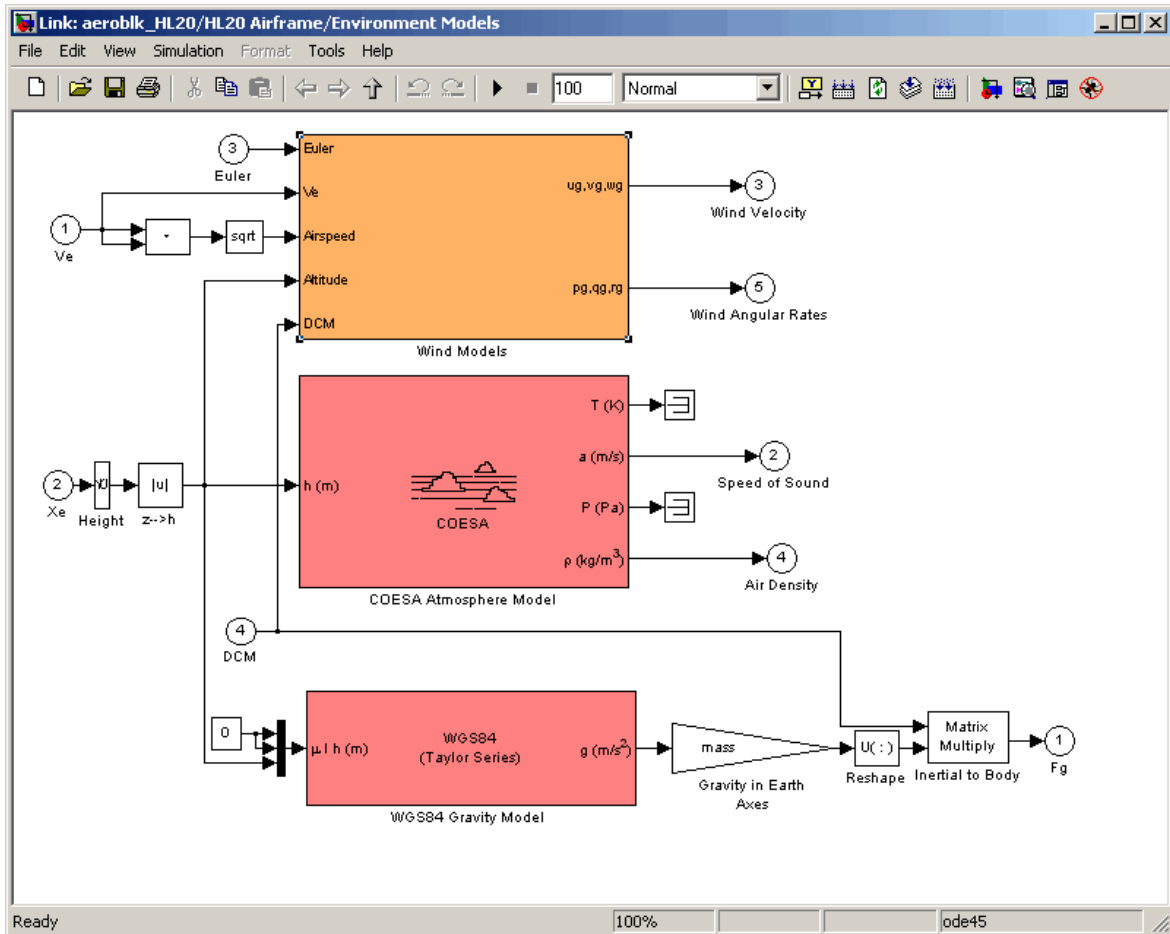 Link: aeroblk_HL20/HL20 Airframe/Environment Models
File Edit View Simulation Format Tools Help
100 Normal
3
Euler
Euler
Ve
1
Ve
sqrt
Airspeed
Altitude
DCM
ug,vg,wg
3
Wind Velocity
pg,qg,rg
5
Wind Angular Rates
Wind Models
T (K)
a (m/s)
2
Speed of Sound
2
Xe
Height
|u|
z-->h
h (m)
COESA
P (Pa)
ρ (kg/m³)
4
Air Density
COESA Atmosphere Model
4
DCM
0
μ l h (m)
WGS84
(Taylor Series)
g (m/s²)
WGS84 Gravity Model
mass
Gravity in Earth
Axes
U( : )
Reshape
Matrix
Multiply
Inertial to Body
1
Fg
Ready 100% ode45